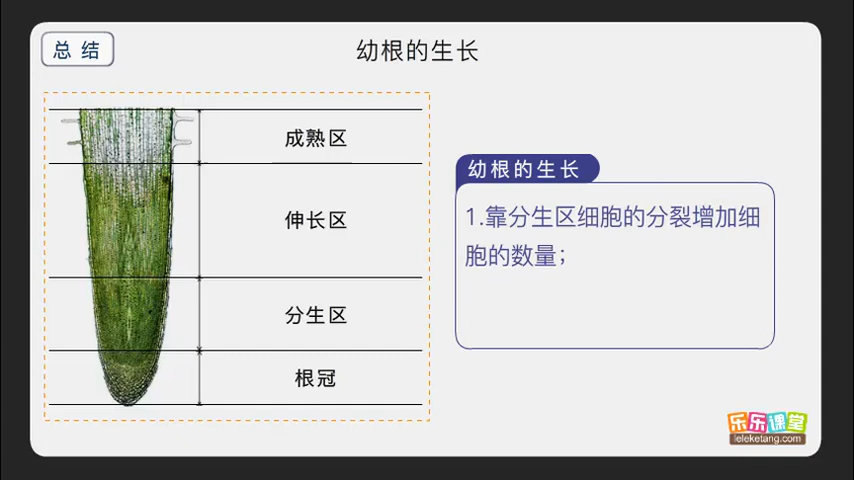 总结
幼根的生长
成熟区
伸长区
分生区
根冠
幼根的生长
1.靠分生区细胞的分裂增加细
胞的数量；
乐乐课堂
leleketang.com